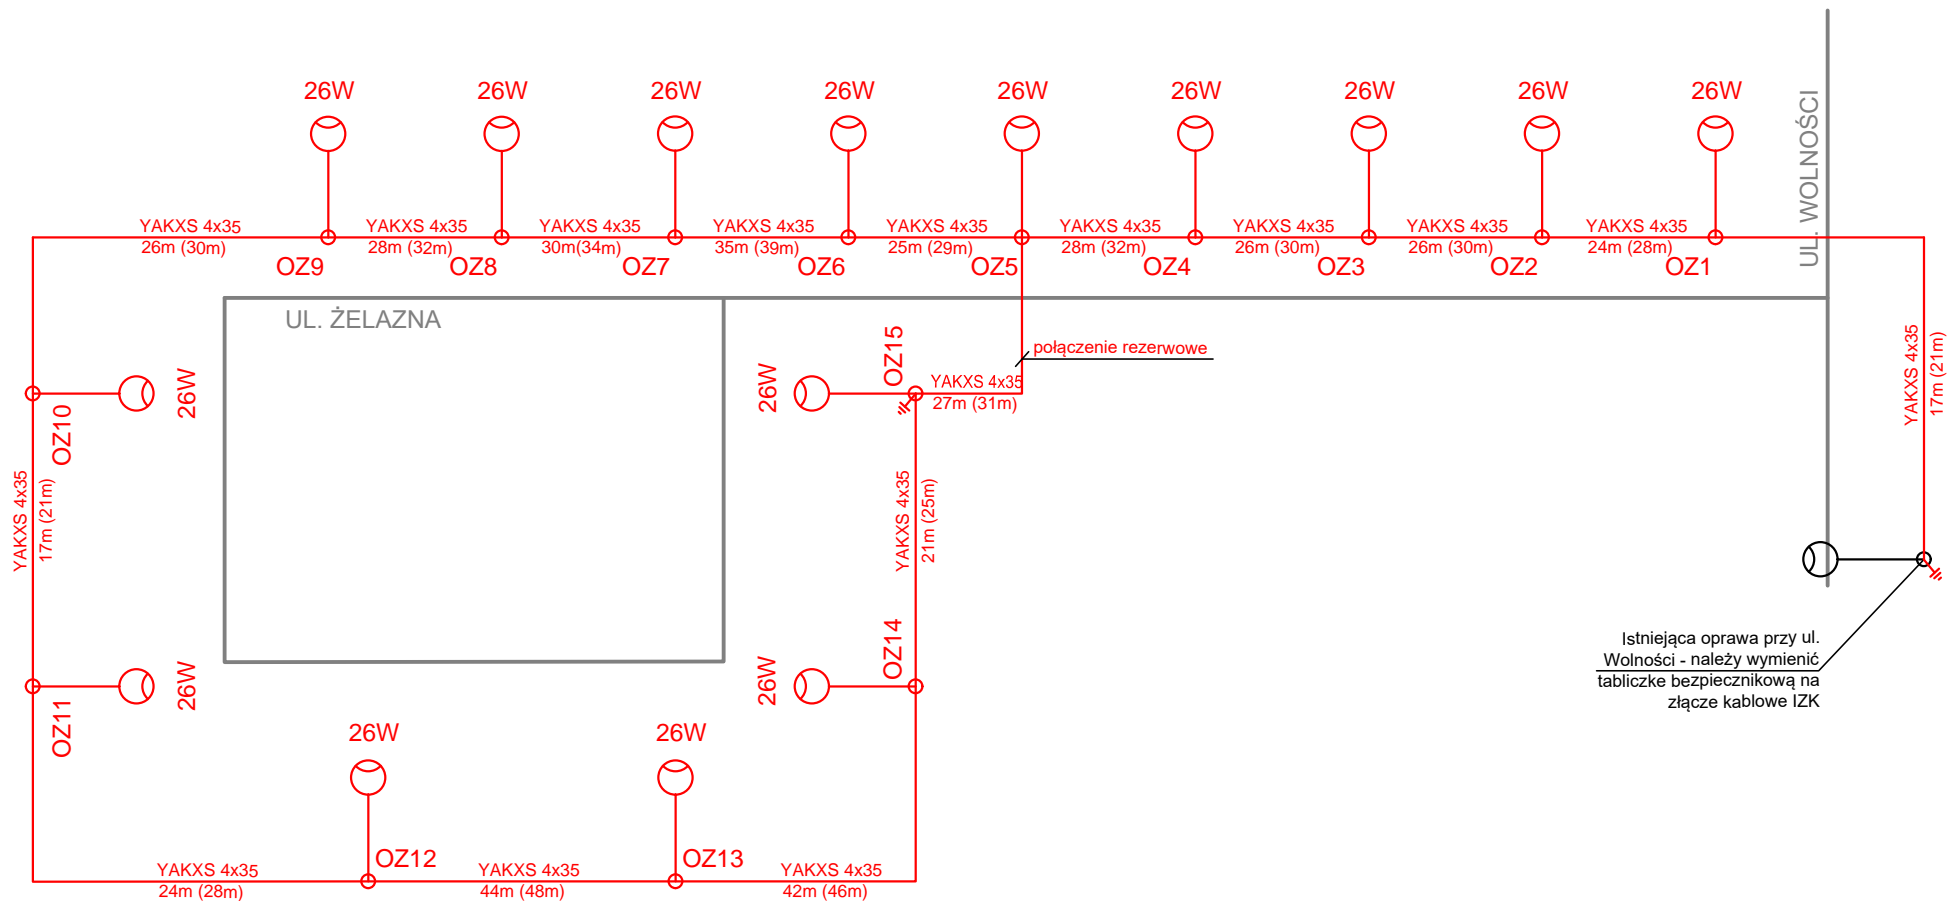 26W
26W
26W
26W
26W
26W
26W
26W
26W
UL. WOLNOŚCI
YAKXS 4x35
26m (30m)
YAKXS 4x35
28m (32m)
YAKXS 4x35
30m(34m)
YAKXS 4x35
35m (39m)
YAKXS 4x35
25m (29m)
YAKXS 4x35
28m (32m)
YAKXS 4x35
26m (30m)
YAKXS 4x35
26m (30m)
YAKXS 4x35
24m (28m)
OZ9
OZ8
OZ7
OZ6
OZ5
OZ4
OZ3
OZ2
OZ1
UL. ŻELAZNA
OZ15
połączenie rezerwowe
YAKXS 4x35
17m (21m)
26W
26W
YAKXS 4x35
27m (31m)
OZ10
YAKXS 4x35
17m (21m)
YAKXS 4x35
21m (25m)
OZ14
26W
26W
OZ11
Istniejąca oprawa przy ul.
Wolności - należy wymienić
tabliczke bezpiecznikową na
złącze kablowe IZK
26W
26W
OZ12
OZ13
YAKXS 4x35
24m (28m)
YAKXS 4x35
44m (48m)
YAKXS 4x35
42m (46m)